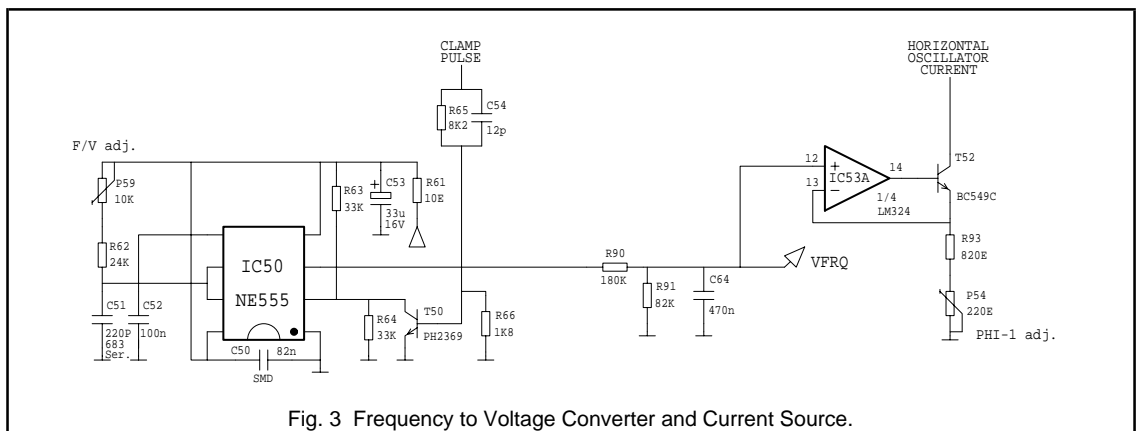 CLAMP
PULSE
HORIZONTAL
OSCILLATOR
CURRENT
R65
8K2
C54
12p
F/V adj.
P59
10K
R63
33K
+
C53
33u
16V
R61
10E
12
+
13
−
IC53A
14
1/4
LM324
T52
BC549C
R62
24K
IC50
NE555
R90
180K
VFRQ
R93
820E
C51
220P
683
Ser.
C52
100n
R64
33K
T50
PH2369
R66
1K8
R91
82K
C64
470n
P54
220E
PHI-1 adj.
C50
82n
SMD
Fig. 3 Frequency to Voltage Converter and Current Source.